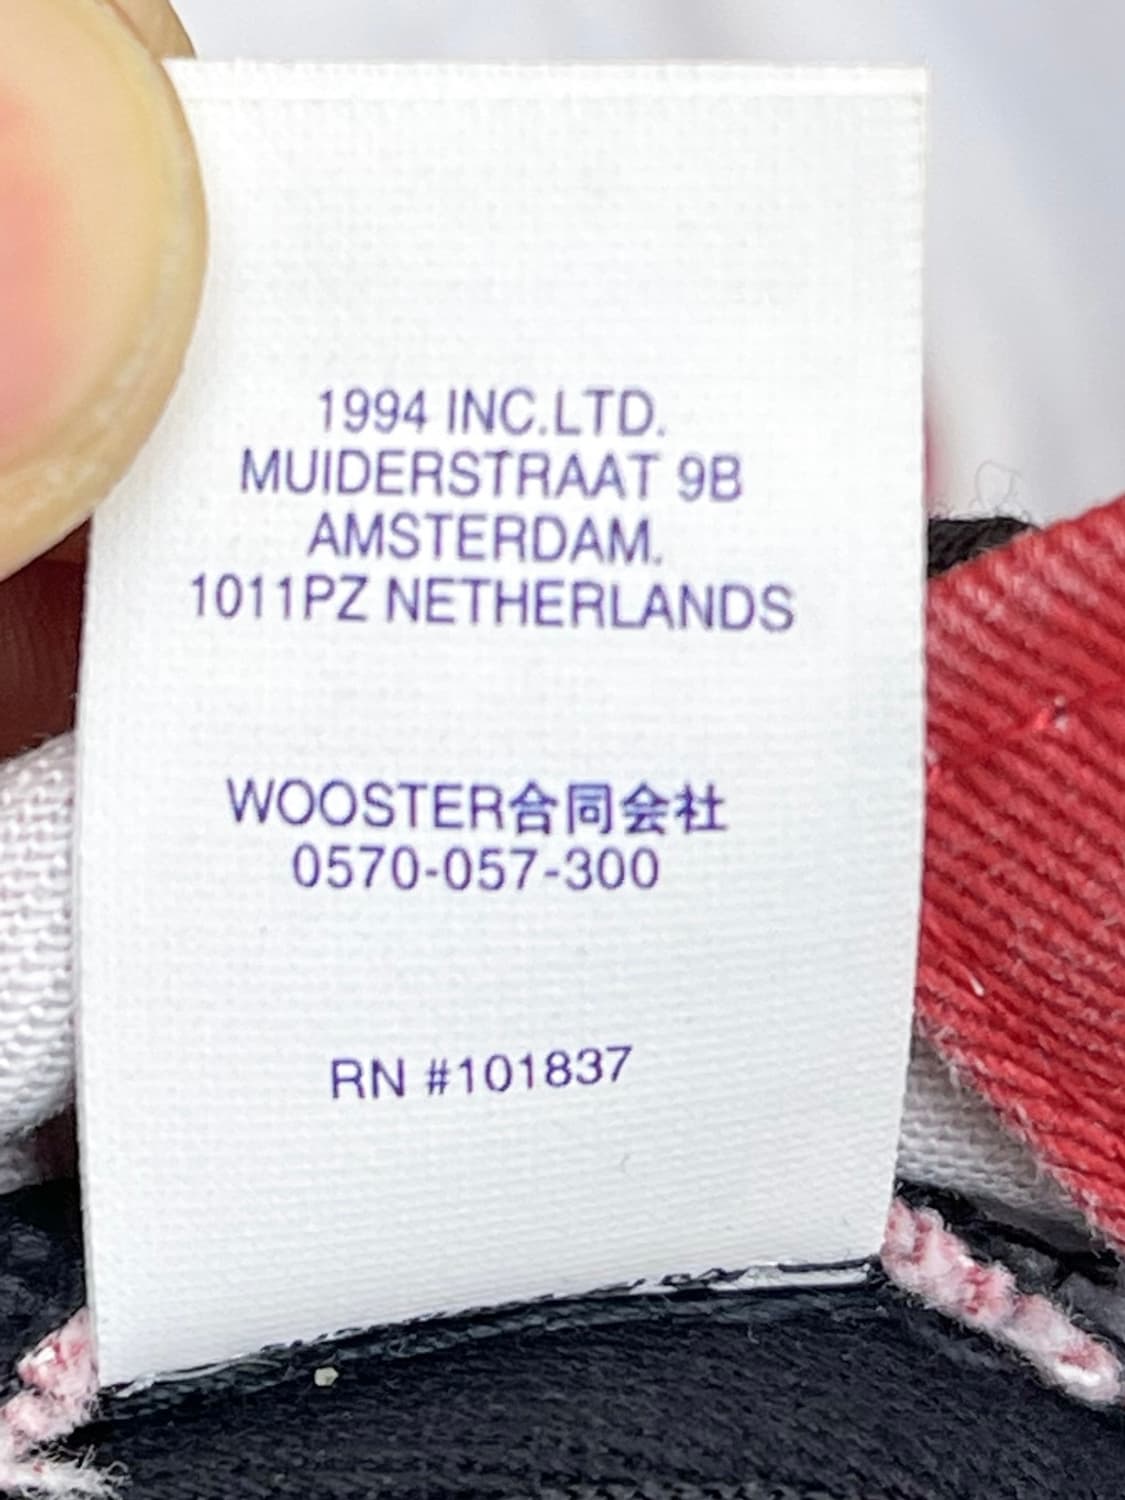 1994 INC.LTD.
MUIDERSTRAAT 9B
AMSTERDAM.
1011PZ NETHERLANDS
WOOSTER合同会社
0570-057-300
RN #101837